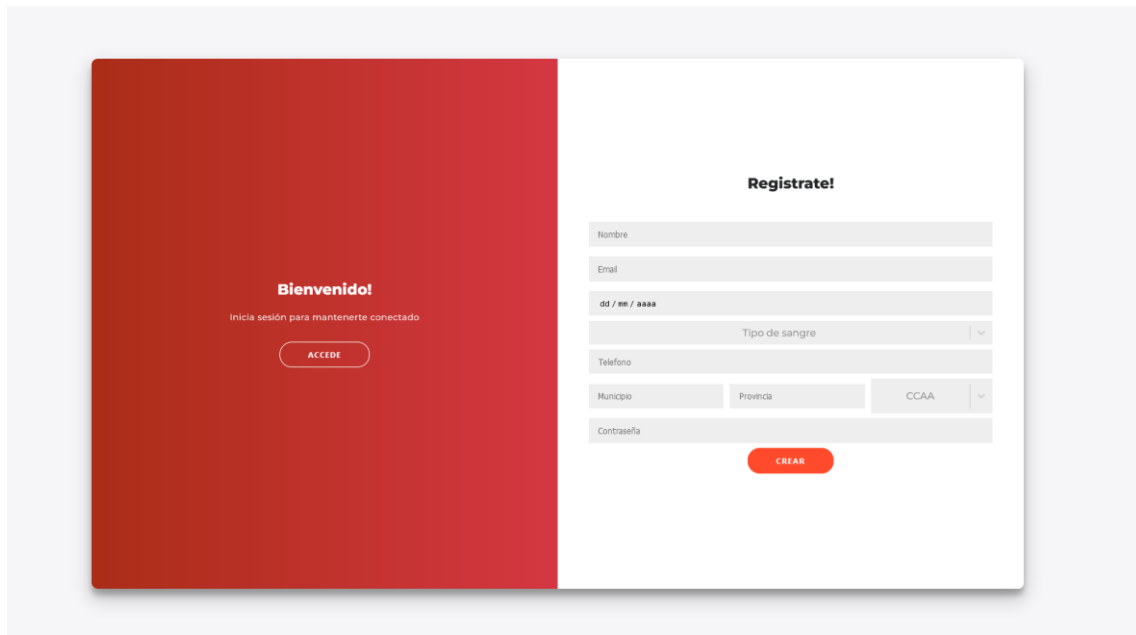 Bienvenido!
Inicia sesión para mantenerte conectado
ACCEDE
Registrate!
Nombre
Email
dd / mm / aaaa
Tipo de sangre
Telefono
Municipio Provincia CCAA
Contraseña
CREAR